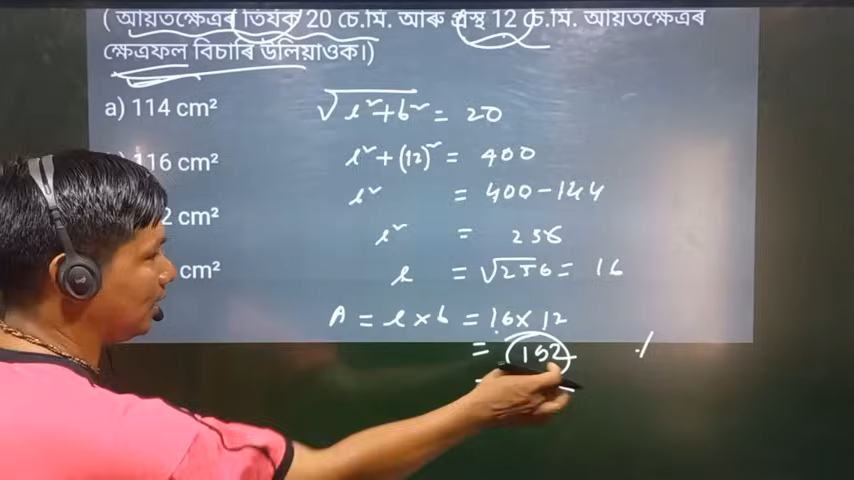 ( আয়তক্ষেত্ৰৰ তিৰ্যক 20 চে.মি. আৰু প্ৰস্থ 12 চে.মি. আয়তক্ষেত্ৰৰ
ক্ষেত্ৰফল বিচাৰি উলিয়াওক।)
a) 114 cm²
116 cm²
2 cm²
cm²
√l²+b² = 20
l²+(12)² = 400
l² = 400-144
l² = 256
l = √256 = 16
A = l×b = 16×12
= 192